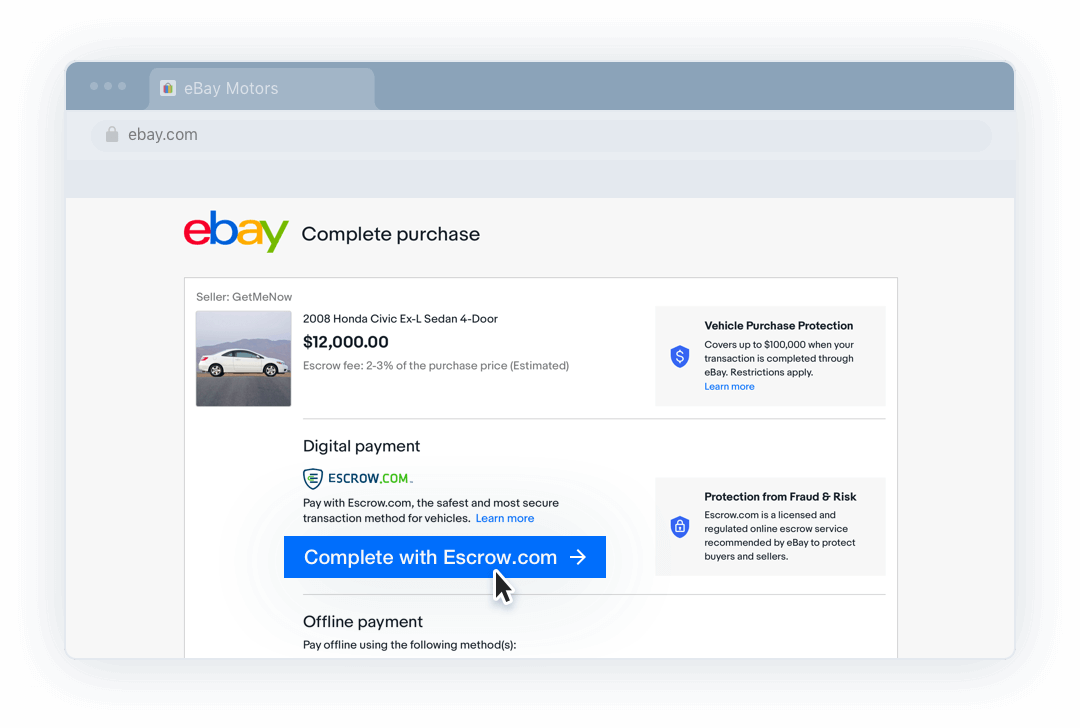 eBay Motors
ebay.com
ebay Complete purchase
Seller: GetMeNow
2008 Honda Civic Ex-L Sedan 4-Door
$12,000.00
Escrow fee: 2-3% of the purchase price (Estimated)
Vehicle Purchase Protection
Covers up to $100,000 when your
transaction is completed through
eBay. Restrictions apply.
Learn more
Digital payment
ESCROW.COM
Pay with Escrow.com, the safest and most secure
transaction method for vehicles. Learn more
Complete with Escrow.com →
Protection from Fraud & Risk
Escrow.com is a licensed and
regulated online escrow service
recommended by eBay to protect
buyers and sellers.
Offline payment
Pay offline using the following method(s):